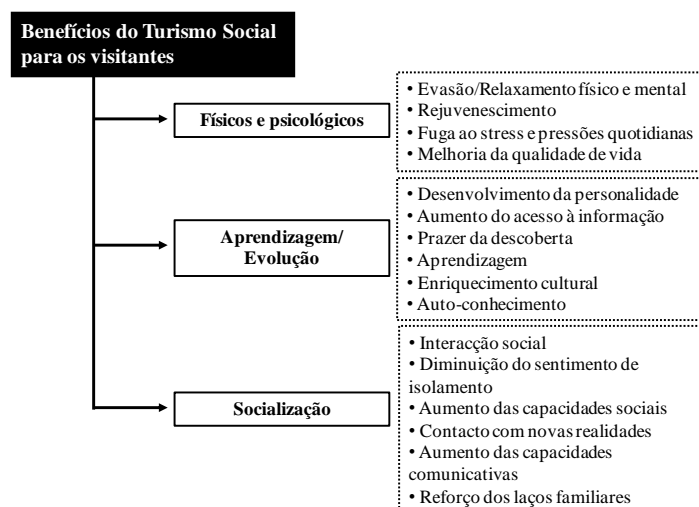 Benefícios do Turismo Social
para os visitantes
Físicos e psicológicos
• Evasão/Relaxamento físico e mental
• Rejuvenescimento
• Fuga ao stress e pressões quotidianas
• Melhoria da qualidade de vida
Aprendizagem/
Evolução
• Desenvolvimento da personalidade
• Aumento do acesso à informação
• Prazer da descoberta
• Aprendizagem
• Enriquecimento cultural
• Auto-conhecimento
Socialização
• Interacção social
• Diminuição do sentimento de
isolamento
• Aumento das capacidades sociais
• Contacto com novas realidades
• Aumento das capacidades
comunicativas
• Reforço dos laços familiares